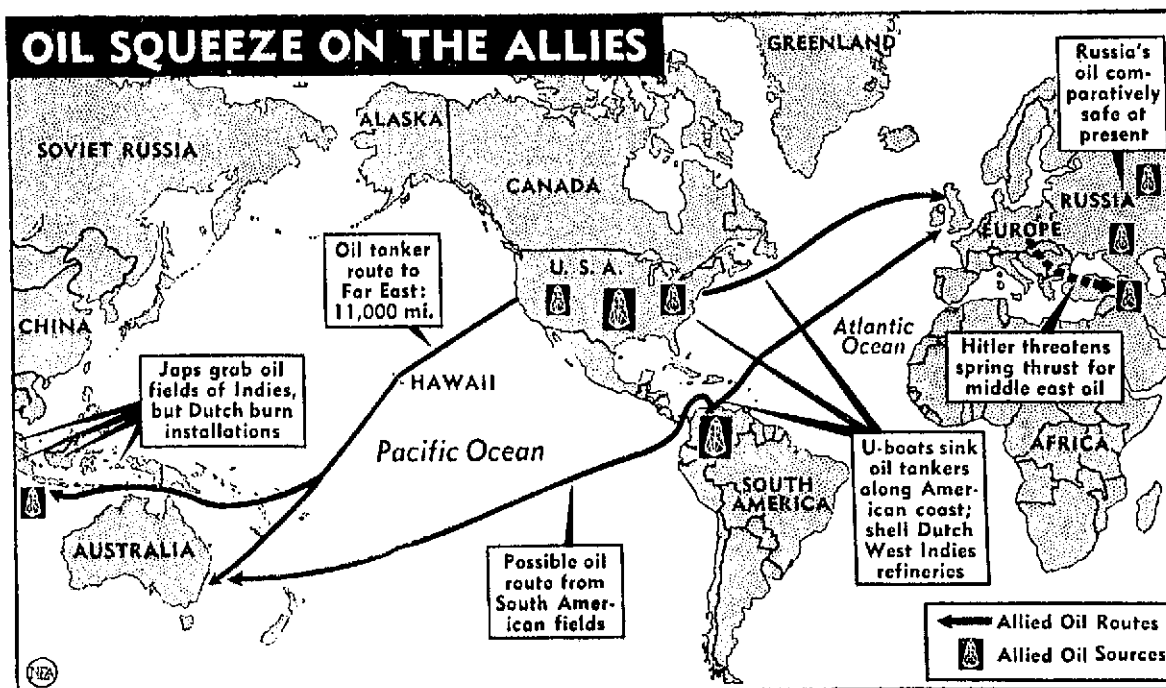 OIL SQUEEZE ON THE ALLIES
GREENLAND
Russia's
oil com-
paratively
safe at
present
ALASKA
SOVIET RUSSIA
CANADA
RUSSIA
EUROPE
Oil tanker
route to
Far East:
11,000 mi.
U. S. A.
CHINA
Atlantic
Ocean
Hitler threatens
spring thrust for
middle east oil
Japs grab oil
fields of Indies,
but Dutch burn
installations
HAWAII
Pacific Ocean
AFRICA
U-boats sink
oil tankers
along Amer-
ican coast;
shell Dutch
West Indies
refineries
SOUTH
AMERICA
AUSTRALIA
Possible oil
route from
South Amer-
ican fields
Allied Oil Routes
Allied Oil Sources
NEA